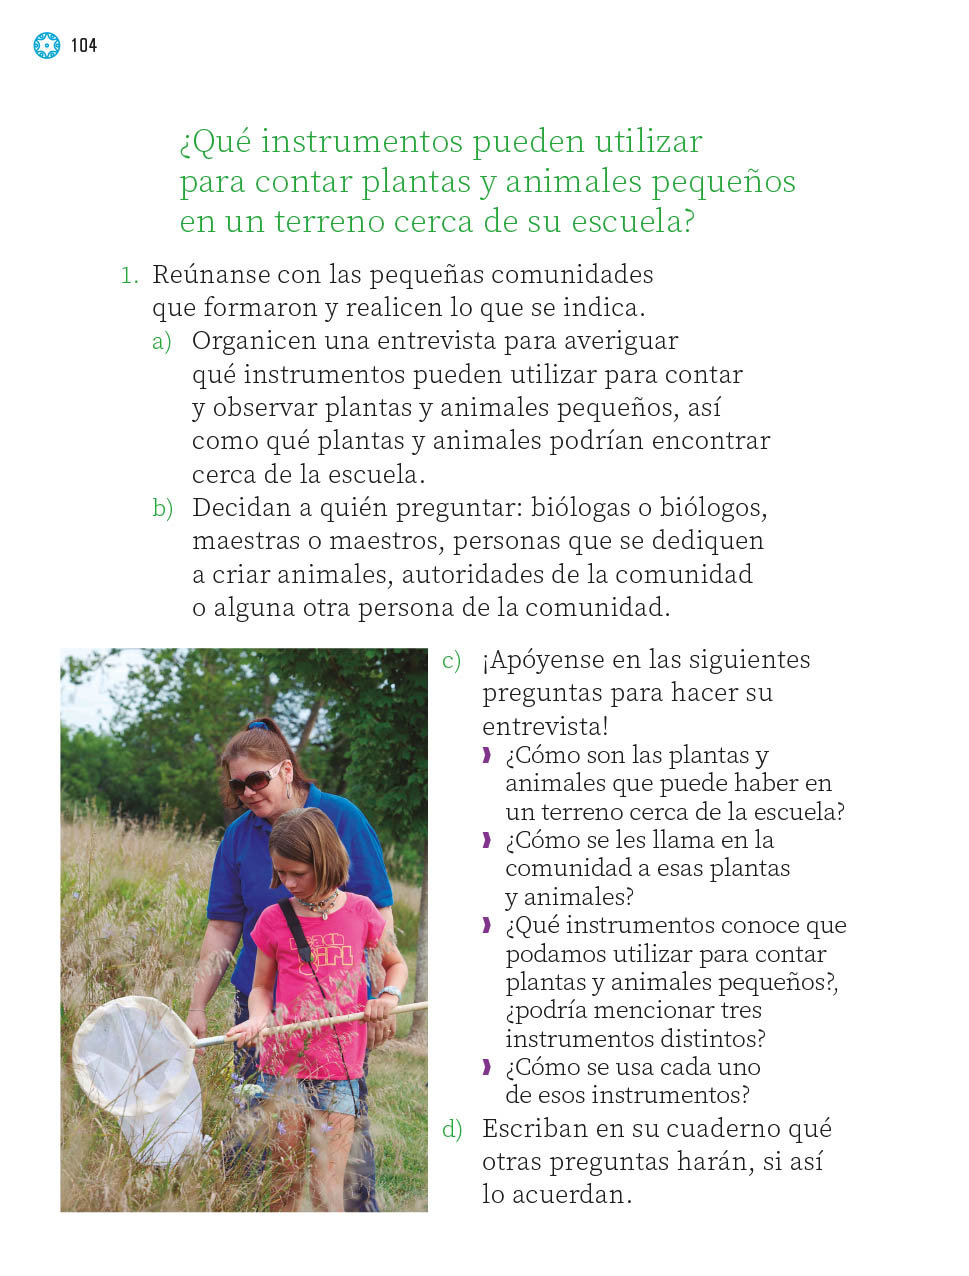 104
¿Qué instrumentos pueden utilizar
para contar plantas y animales pequeños
en un terreno cerca de su escuela?
1. Reúnanse con las pequeñas comunidades
que formaron y realicen lo que se indica.
a) Organicen una entrevista para averiguar
qué instrumentos pueden utilizar para contar
y observar plantas y animales pequeños, así
como qué plantas y animales podrían encontrar
cerca de la escuela.
b) Decidan a quién preguntar: biólogas o biólogos,
maestras o maestros, personas que se dediquen
a criar animales, autoridades de la comunidad
o alguna otra persona de la comunidad.
c) ¡Apóyense en las siguientes
preguntas para hacer su
entrevista!
¿Cómo son las plantas y
animales que puede haber en
un terreno cerca de la escuela?
¿Cómo se les llama en la
comunidad a esas plantas
y animales?
¿Qué instrumentos conoce que
podamos utilizar para contar
plantas y animales pequeños?,
¿podría mencionar tres
instrumentos distintos?
¿Cómo se usa cada uno
de esos instrumentos?
d) Escriban en su cuaderno qué
otras preguntas harán, si así
lo acuerdan.
girl